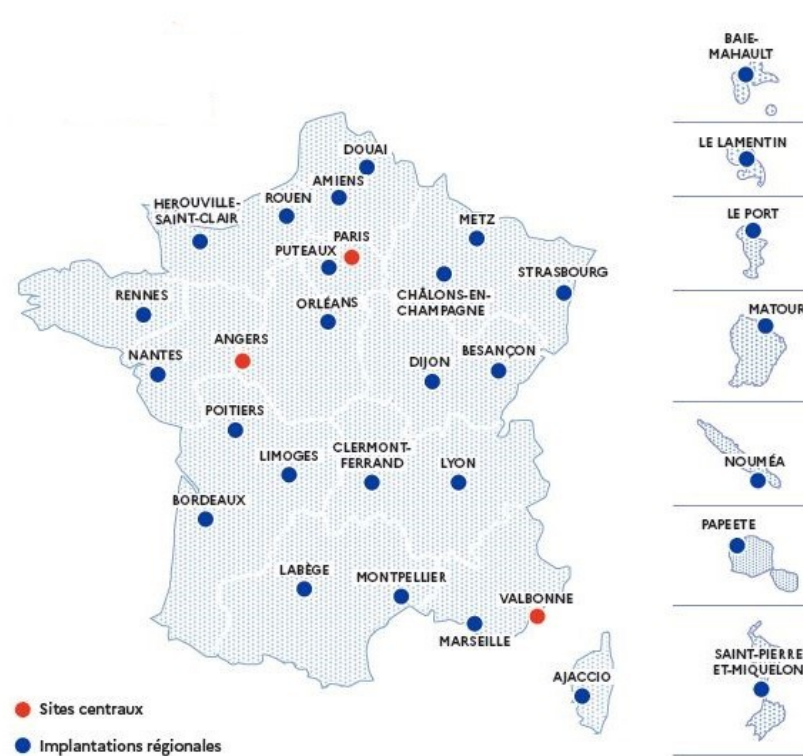 DOUAI
AMIENS
HEROUVILLE-
SAINT-CLAIR
ROUEN
METZ
PARIS
PUTEAUX
STRASBOURG
CHÂLONS-EN-
CHAMPAGNE
RENNES
ORLÉANS
ANGERS
NANTES
DIJON
BESANÇON
POITIERS
LIMOGES
CLERMONT-
FERRAND
LYON
BORDEAUX
LABÈGE
MONTPELLIER
VALBONNE
MARSEILLE
AJACCIO
Sites centraux
Implantations régionales
BAIE-
MAHAULT
LE LAMENTIN
LE PORT
MATOUR
NOUMÉA
PAPEETE
SAINT-PIERRE
ET-MIQUELON